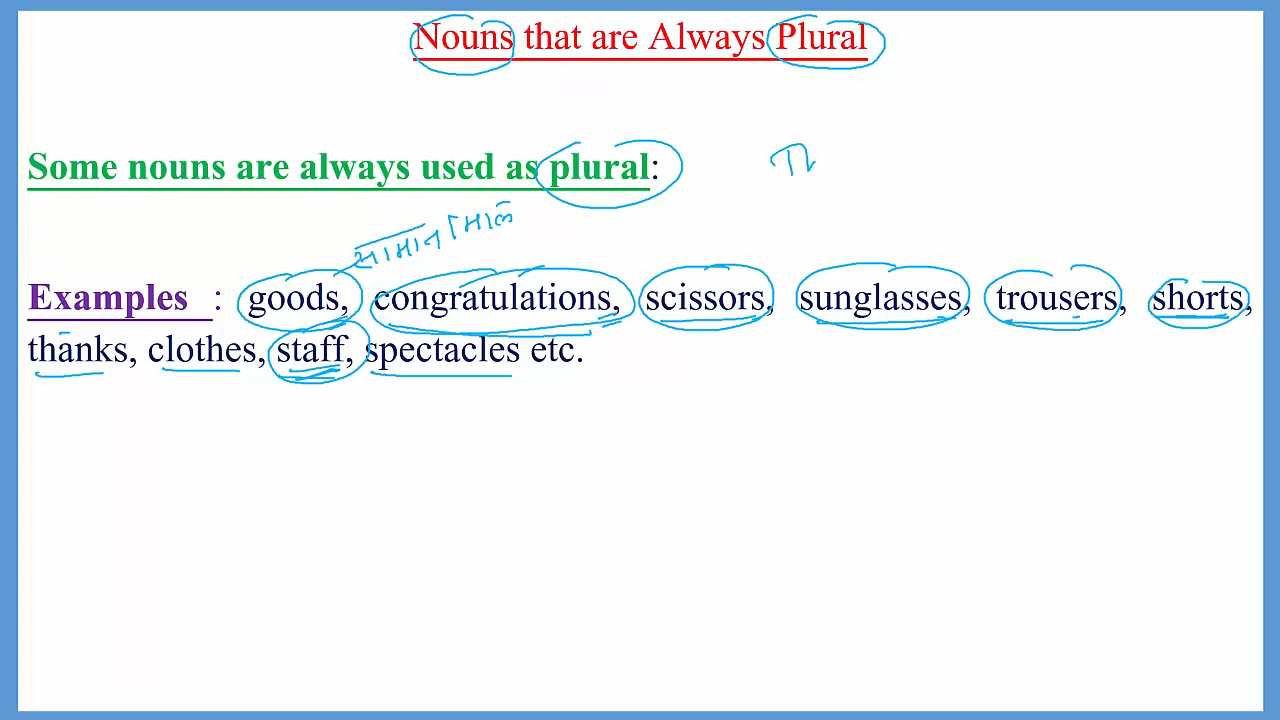 Nouns that are Always Plural
Some nouns are always used as plural:
सामान
Examples : goods, congratulations, scissors, sunglasses, trousers, shorts,
thanks, clothes, staff, spectacles etc.